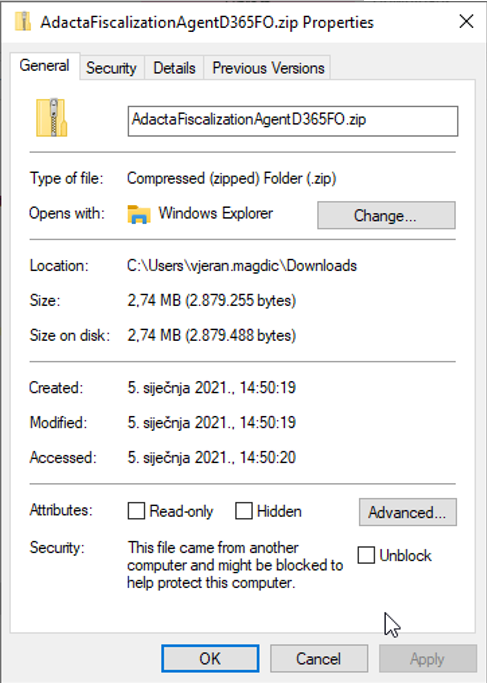 AdactaFiscalizationAgentD365FO.zip Properties
General Security Details Previous Versions
AdactaFiscalizationAgentD365FO.zip
Type of file: Compressed (zipped) Folder (.zip)
Opens with: Windows Explorer Change...
Location: C:\Users\vjeran.magdic\Downloads
Size: 2,74 MB (2.879.255 bytes)
Size on disk: 2,74 MB (2.879.488 bytes)
Created: 5. siječnja 2021., 14:50:19
Modified: 5. siječnja 2021., 14:50:19
Accessed: 5. siječnja 2021., 14:50:20
Attributes: Read-only Hidden Advanced...
Security: This file came from another
computer and might be blocked to Unblock
help protect this computer.
OK Cancel Apply